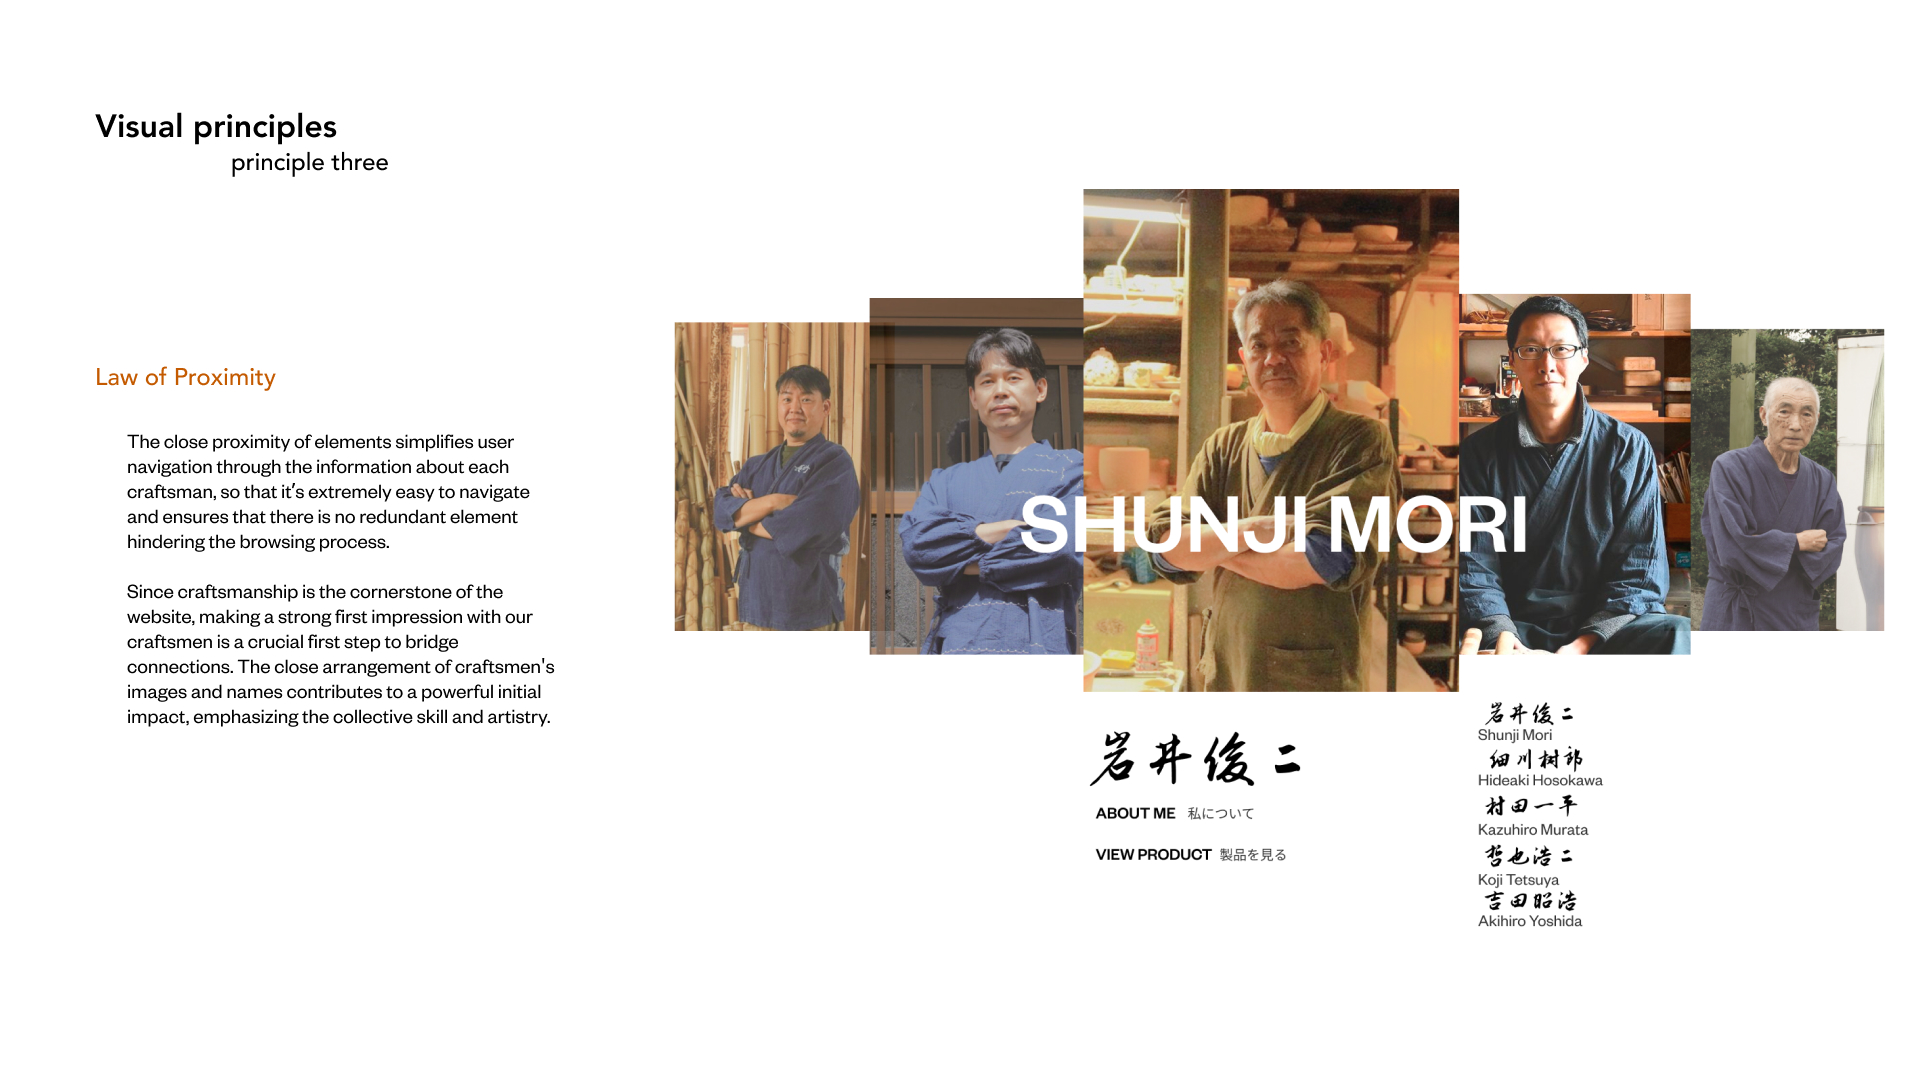 Visual principles
principle three
Law of Proximity
The close proximity of elements simplifies user
navigation through the information about each
craftsman, so that it's extremely easy to navigate
and ensures that there is no redundant element
hindering the browsing process.
Since craftsmanship is the cornerstone of the
website, making a strong first impression with our
craftsmen is a crucial first step to bridge
connections. The close arrangement of craftsmen's
images and names contributes to a powerful initial
impact, emphasizing the collective skill and artistry.
SHUNJI MORI
岩井俊二
ABOUT ME 私について
VIEW PRODUCT 製品を見る
岩井俊二
Shunji Mori
細川树郎
Hideaki Hosokawa
村田一平
Kazuhiro Murata
哲也浩二
Koji Tetsuya
吉田昭浩
Akihiro Yoshida